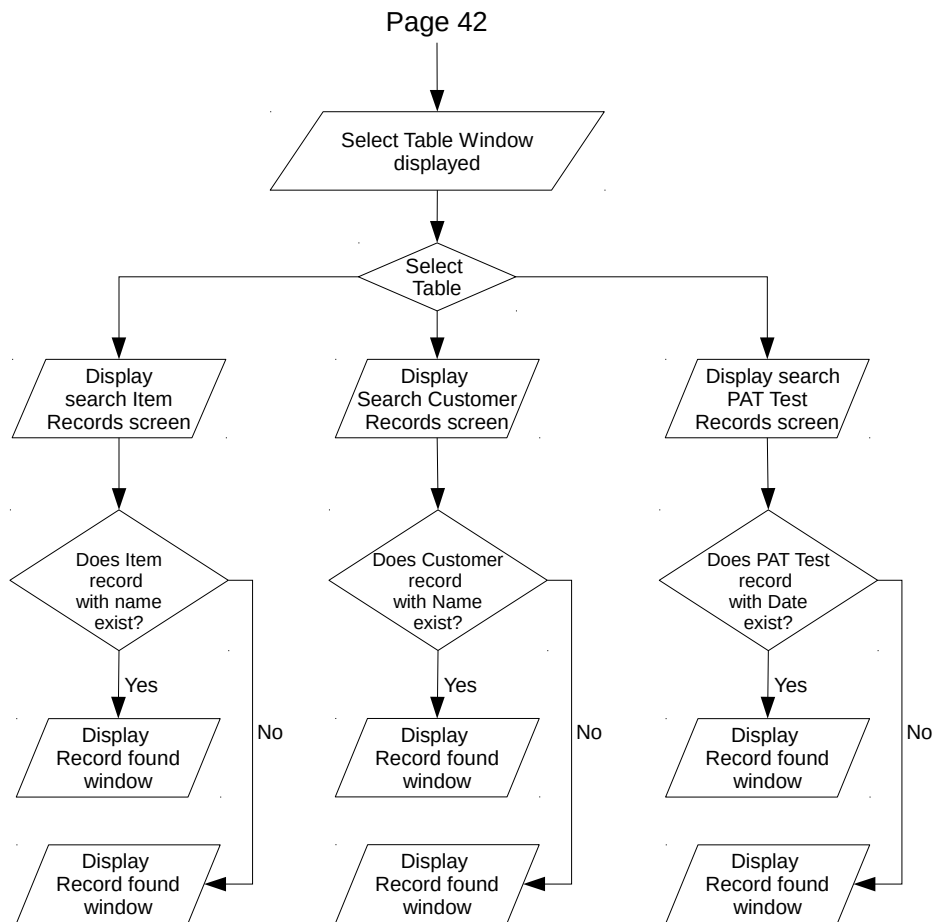 Page 42
Select Table Window
displayed
Select
Table
Display
search Item
Records screen
Display
Search Customer
Records screen
Display search
PAT Test
Records screen
Does Item
record
with name
exist?
Does Customer
record
with Name
exist?
Does PAT Test
record
with Date
exist?
Yes
Yes
Yes
No
No
No
Display
Record found
window
Display
Record found
window
Display
Record found
window
Display
Record found
window
Display
Record found
window
Display
Record found
window